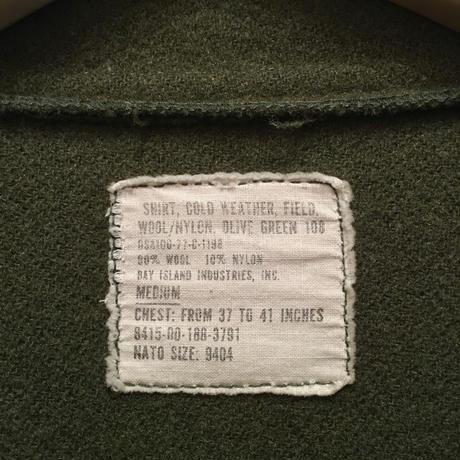 SHIRT, COLD WEATHER, FIELD,
WOOL/NYLON, OLIVE GREEN 108
DSA100-77-C-1198
90% WOOL 10% NYLON
BAY ISLAND INDUSTRIES, INC.
MEDIUM
CHEST: FROM 37 TO 41 INCHES
8415-00-188-3791
NATO SIZE: 9404